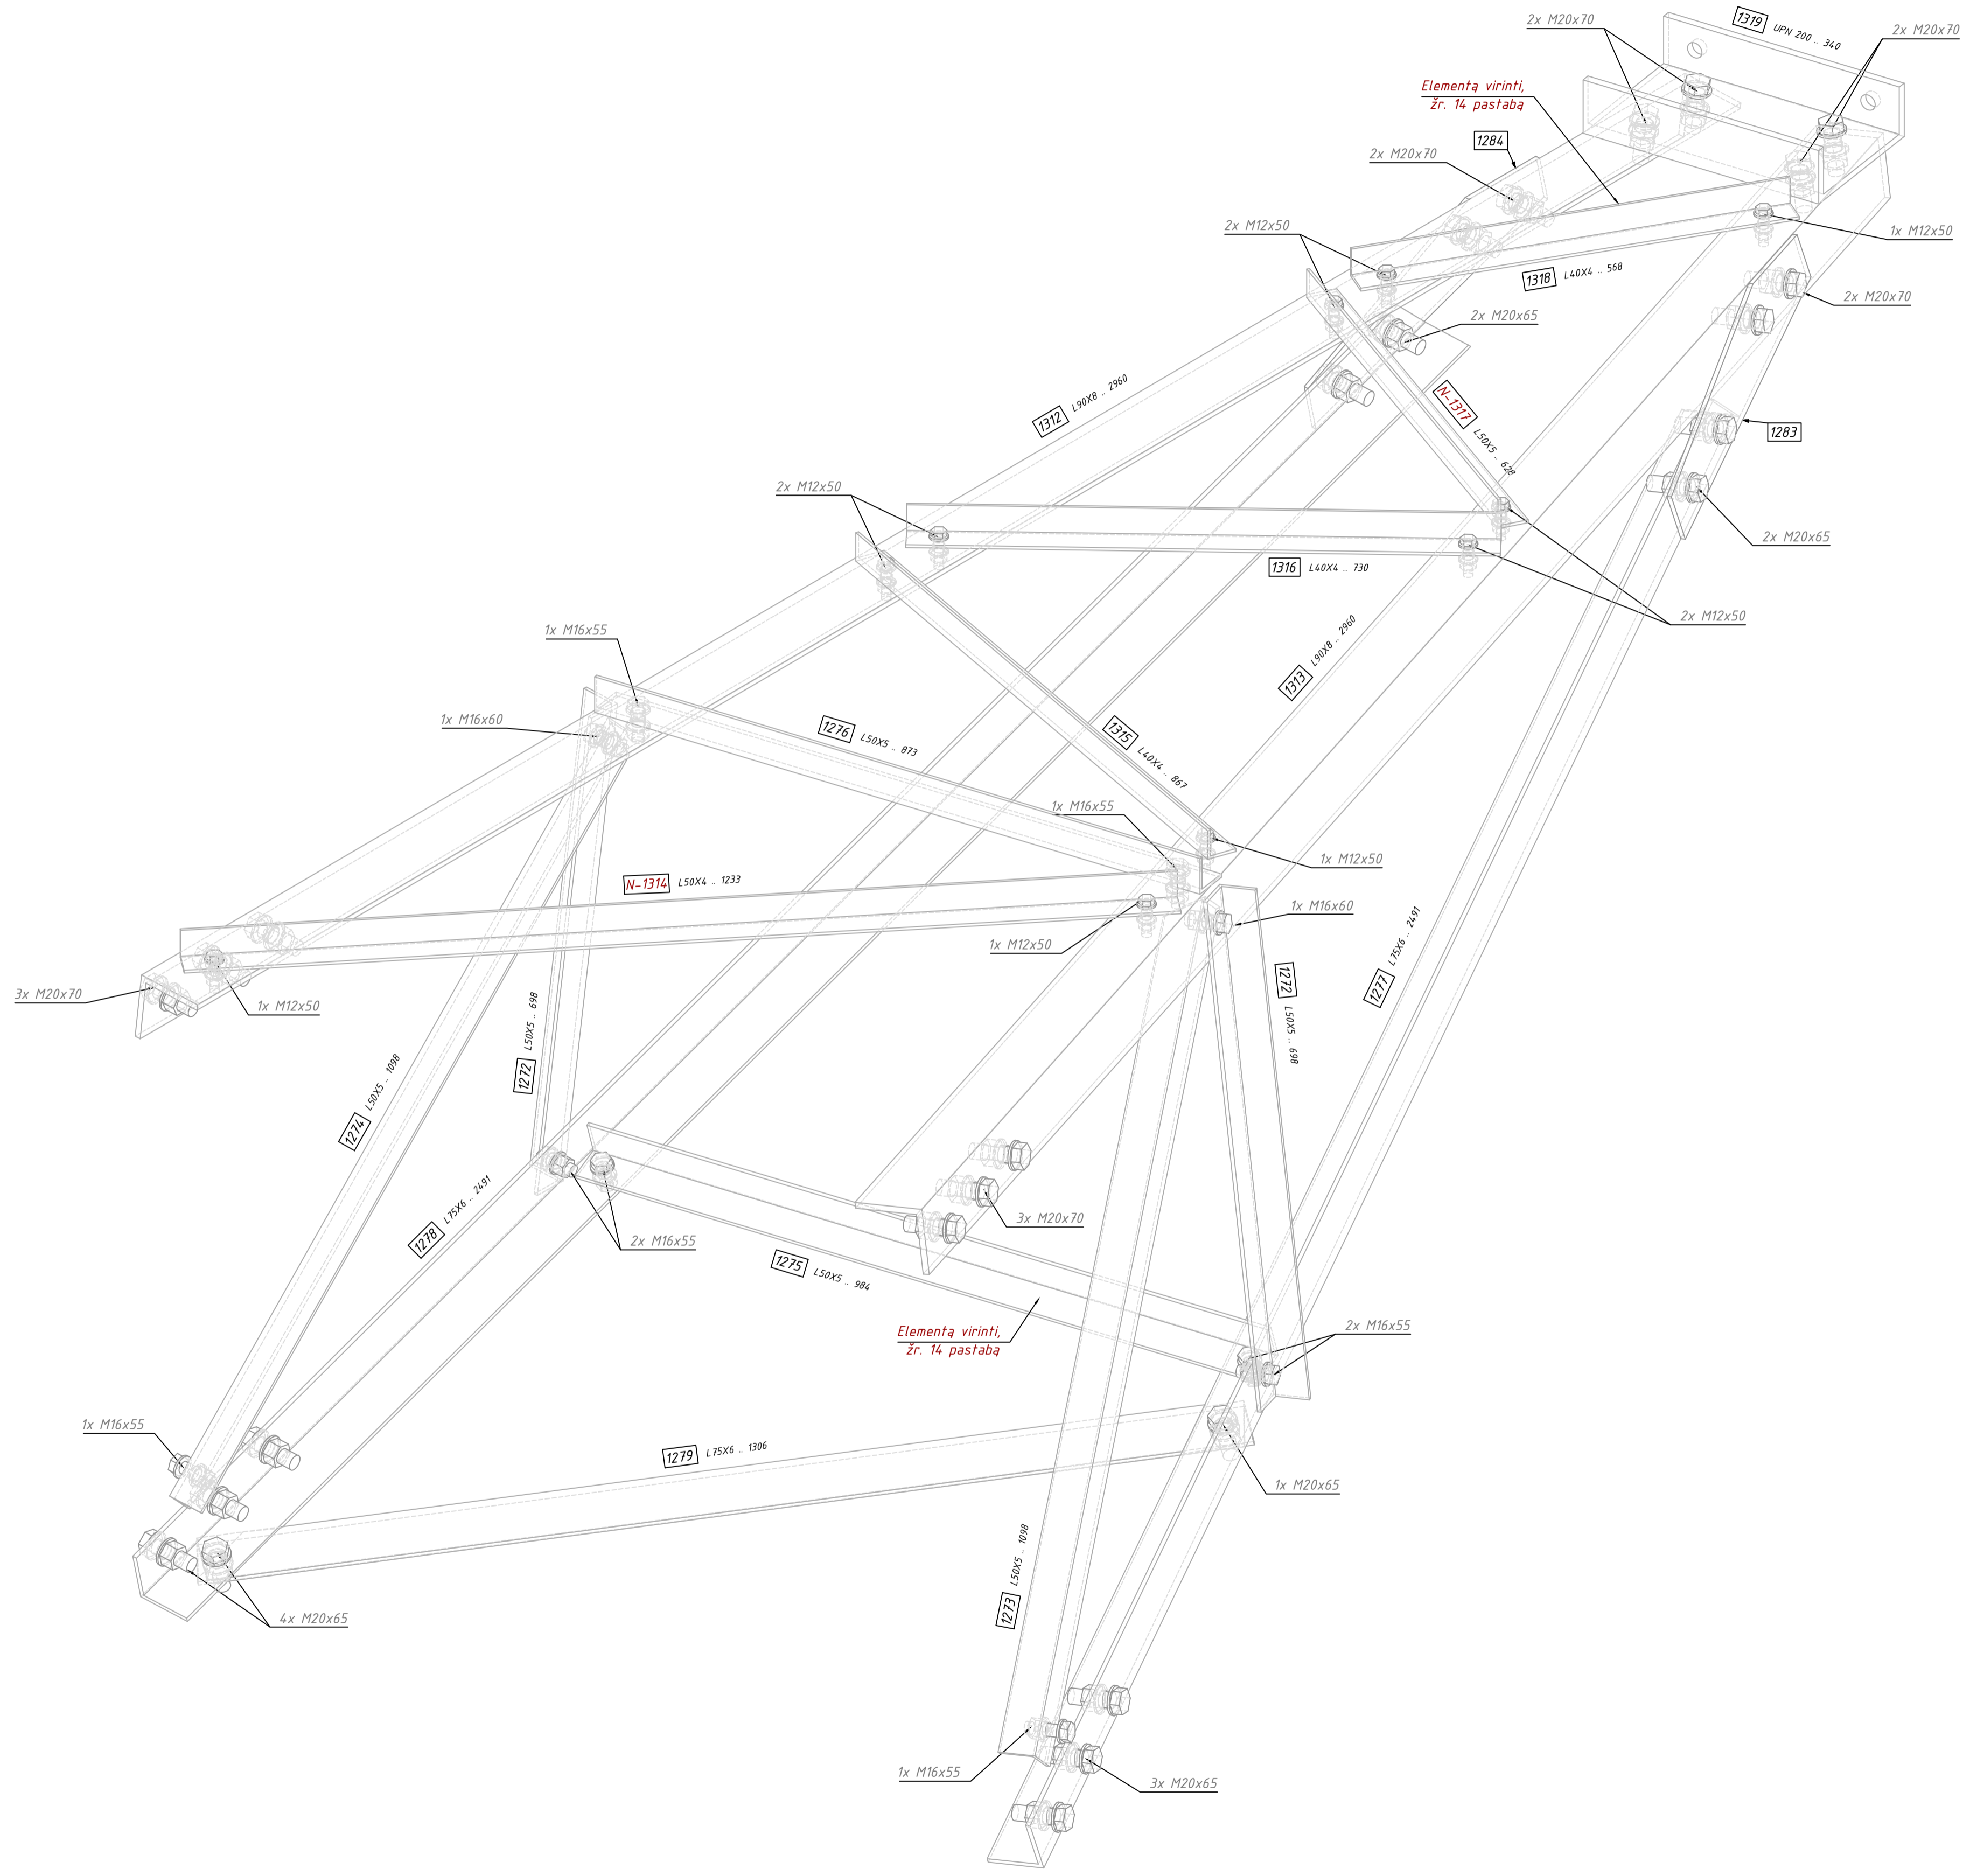 2x M20x70
1319 UPN 200 .. 340
2x M20x70
Elementą virinti,
žr. 14 pastabą
1284
2x M20x70
2x M12x50
1x M12x50
1318 L40X4 .. 568
2x M20x70
2x M20x65
1312 L90X8 .. 2960
N-1317 L50X5 .. 628
1283
2x M12x50
2x M20x65
1316 L40X4 .. 730
2x M12x50
1x M16x55
1313 L90X8 .. 2960
1x M16x60
1276 L50X5 .. 873
1315 L40X4 .. 867
1x M16x55
1x M12x50
N-1314 L50X4 .. 1233
1x M16x60
1x M12x50
1277 L75X6 .. 2491
3x M20x70
1x M12x50
1272 L50X5 .. 698
1272 L50X5 .. 698
1274 L50X5 .. 1098
1278 L75X6 .. 2491
3x M20x70
2x M16x55
1275 L50X5 .. 984
Elementą virinti,
žr. 14 pastabą
2x M16x55
1x M16x55
1279 L75X6 .. 1306
1x M20x65
1273 L50X5 .. 1098
4x M20x65
1x M16x55
3x M20x65